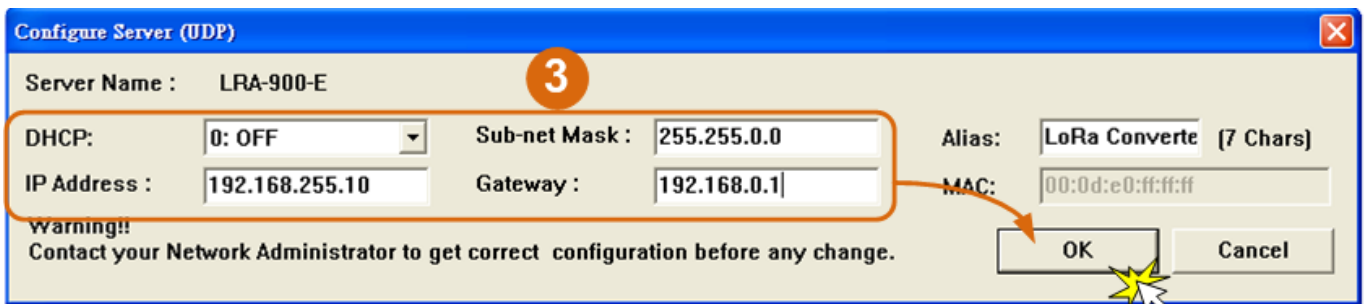 Configure Server (UDP)
Server Name : LRA-900-E
3
DHCP: 0: OFF Sub-net Mask : 255.255.0.0 Alias: LoRa Converte (7 Chars)
IP Address : 192.168.255.10 Gateway : 192.168.0.1 MAC: 00:0d:e0:ff:ff:ff
Warning!!
Contact your Network Administrator to get correct configuration before any change.
OK Cancel